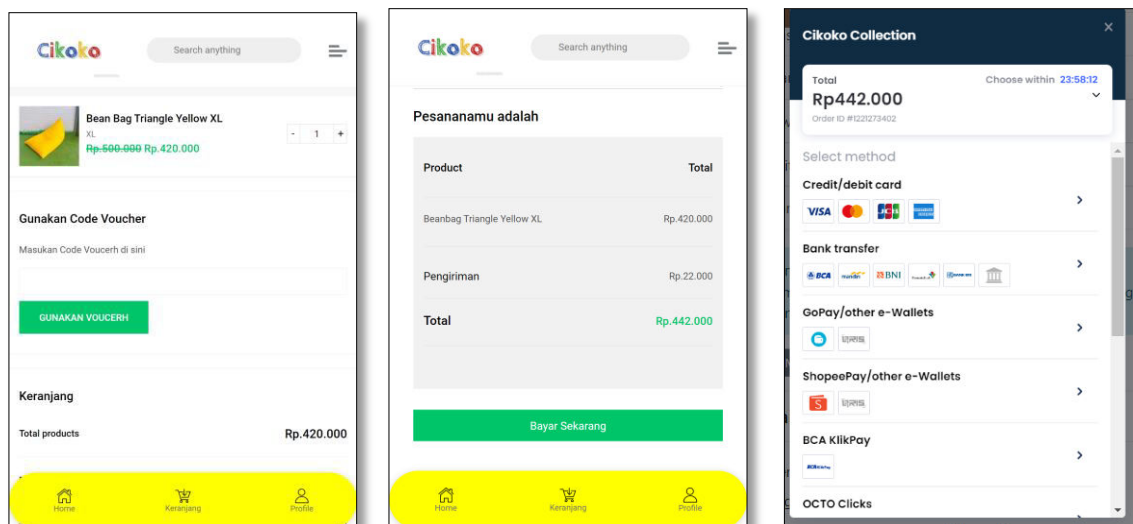 Cikoko
Search anything
Bean Bag Triangle Yellow XL
XL
Rp.500.000 Rp.420.000
- 1 +
Gunakan Code Voucher
Masukan Code Voucerh di sini
GUNAKAN VOUCERH
Keranjang
Total products Rp.420.000
Home Keranjang Profile
Cikoko
Search anything
Pesananamu adalah
Product Total
Beanbag Triangle Yellow XL Rp.420.000
Pengiriman Rp.22.000
Total Rp.442.000
Bayar Sekarang
Home Keranjang Profile
Cikoko Collection
Total Choose within 23:58:12
Rp442.000
Order ID #1221273402
Select method
Credit/debit card
VISA JCB
Bank transfer
BCA mandiri BNI
GoPay/other e-Wallets
ShopeePay/other e-Wallets
S
BCA KlikPay
OCTO Clicks